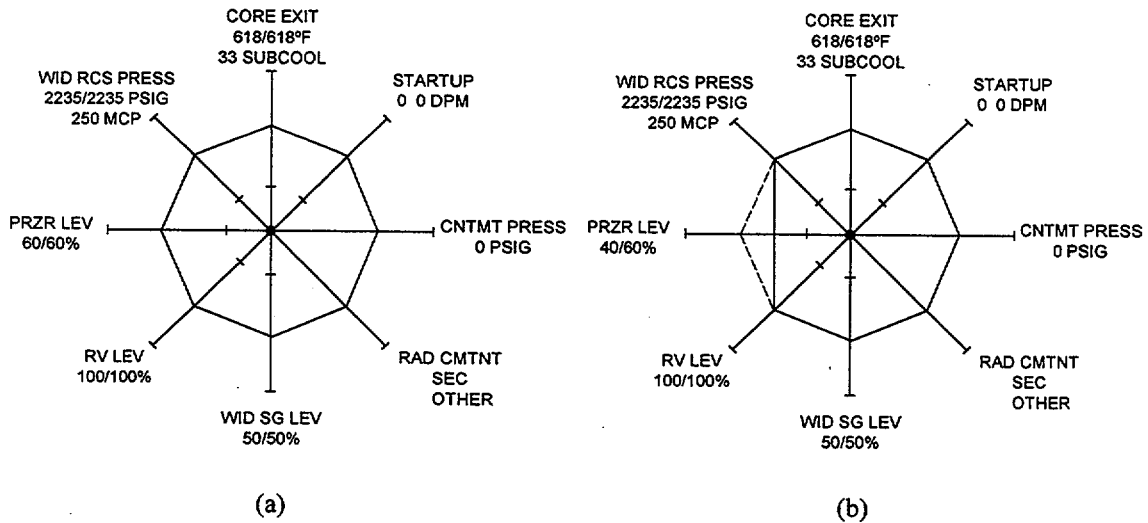 CORE EXIT
618/618ºF
33 SUBCOOL
WID RCS PRESS
2235/2235 PSIG
250 MCP
STARTUP
0 0 DPM
PRZR LEV
60/60%
CNTMT PRESS
0 PSIG
RV LEV
100/100%
RAD CMTNT
SEC
OTHER
WID SG LEV
50/50%
(a)
CORE EXIT
618/618ºF
33 SUBCOOL
WID RCS PRESS
2235/2235 PSIG
250 MCP
STARTUP
0 0 DPM
PRZR LEV
40/60%
CNTMT PRESS
0 PSIG
RV LEV
100/100%
RAD CMTNT
SEC
OTHER
WID SG LEV
50/50%
(b)